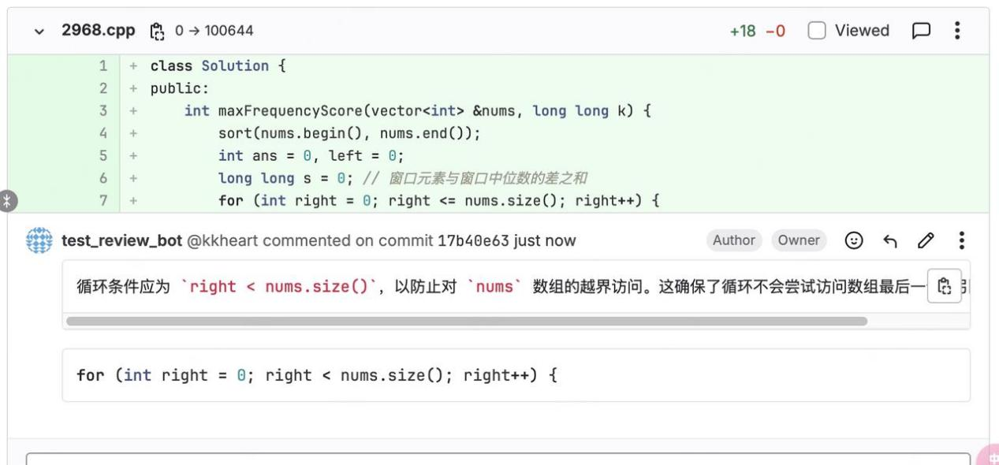 2968.cpp 0 → 100644 +18 −0 Viewed
1 + class Solution {
2 + public:
3 + int maxFrequencyScore(vector<int> &nums, long long k) {
4 + sort(nums.begin(), nums.end());
5 + int ans = 0, left = 0;
6 + long long s = 0; // 窗口元素与窗口中位数的差之和
7 + for (int right = 0; right <= nums.size(); right++) {
test_review_bot @kkheart commented on commit 17b40e63 just now Author Owner
循环条件应为 `right < nums.size()`，以防止对 `nums` 数组的越界访问。这确保了循环不会尝试访问数组最后一
for (int right = 0; right < nums.size(); right++) {
中